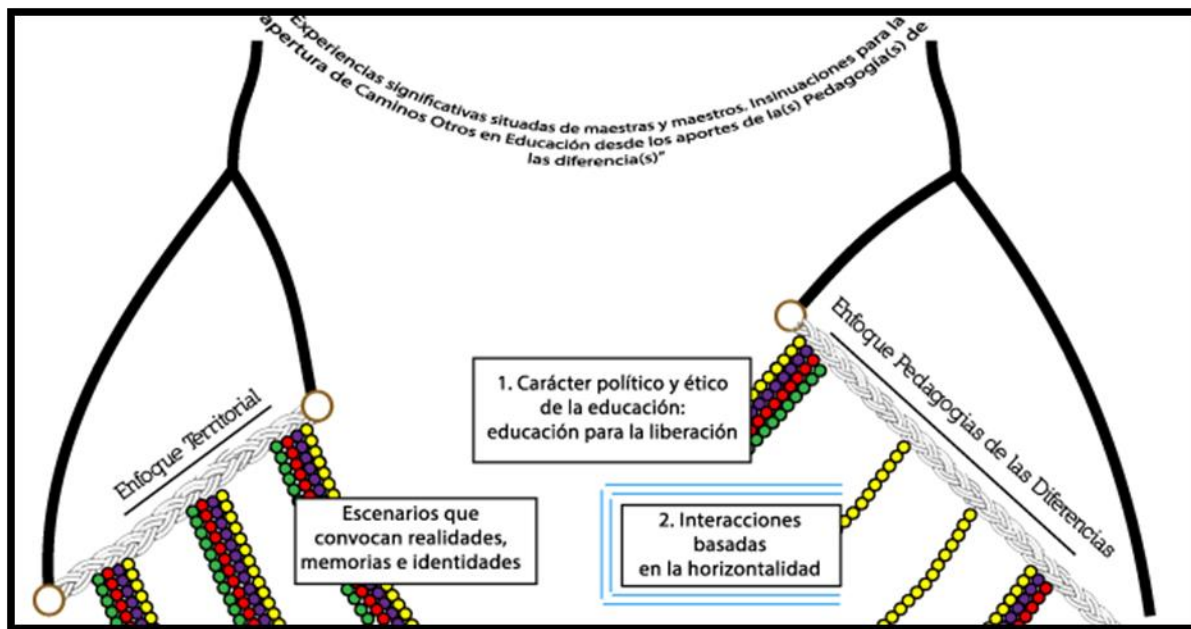 Experiencias significativas situadas de maestras y maestros. Insinuaciones para la
apertura de Caminos Otros en Educación desde los aportes de la(s) Pedagogía(s) de
las diferencia(s)”
Enfoque Territorial
Escenarios que
convocan realidades,
memorias e identidades
1. Carácter político y ético
de la educación:
educación para la liberación
2. Interacciones
basadas
en la horizontalidad
Enfoque Pedagogías de las Diferencias